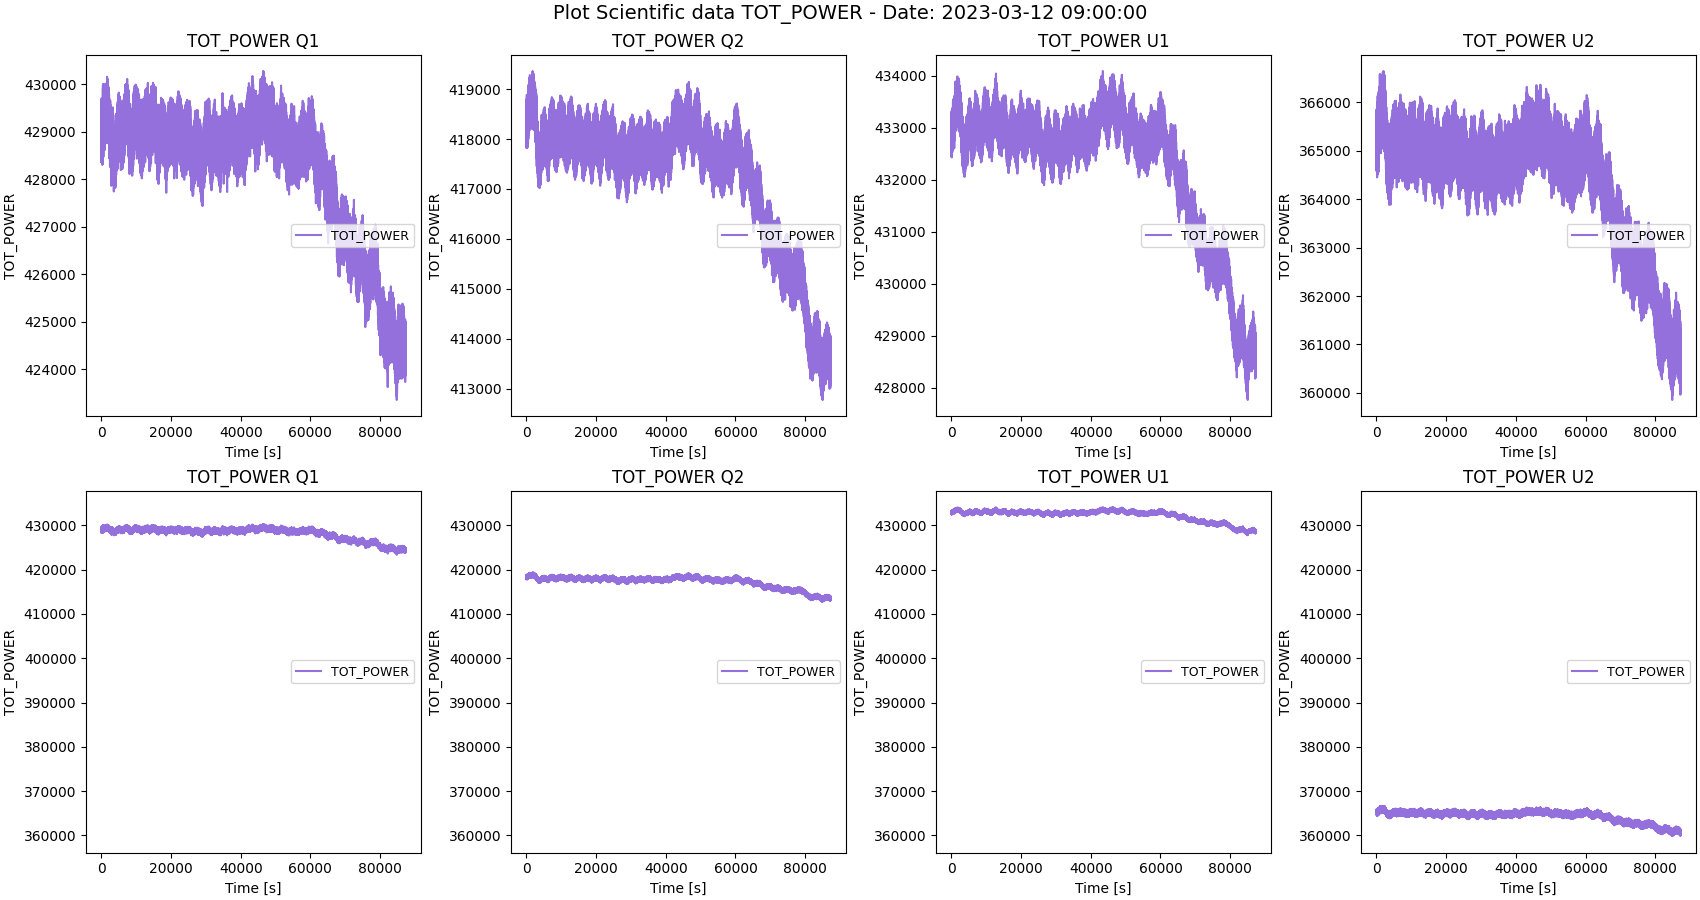 Plot Scientific data TOT_POWER - Date: 2023-03-12 09:00:00
TOT_POWER Q1
TOT_POWER
430000
429000
428000
427000
426000
425000
424000
TOT_POWER
0 20000 40000 60000 80000
Time [s]
TOT_POWER Q2
TOT_POWER
419000
418000
417000
416000
415000
414000
413000
TOT_POWER
0 20000 40000 60000 80000
Time [s]
TOT_POWER U1
TOT_POWER
434000
433000
432000
431000
430000
429000
428000
TOT_POWER
0 20000 40000 60000 80000
Time [s]
TOT_POWER U2
TOT_POWER
366000
365000
364000
363000
362000
361000
360000
TOT_POWER
0 20000 40000 60000 80000
Time [s]
TOT_POWER Q1
TOT_POWER
430000
420000
410000
400000
390000
380000
370000
360000
TOT_POWER
0 20000 40000 60000 80000
Time [s]
TOT_POWER Q2
TOT_POWER
430000
420000
410000
400000
390000
380000
370000
360000
TOT_POWER
0 20000 40000 60000 80000
Time [s]
TOT_POWER U1
TOT_POWER
430000
420000
410000
400000
390000
380000
370000
360000
TOT_POWER
0 20000 40000 60000 80000
Time [s]
TOT_POWER U2
TOT_POWER
430000
420000
410000
400000
390000
380000
370000
360000
TOT_POWER
0 20000 40000 60000 80000
Time [s]